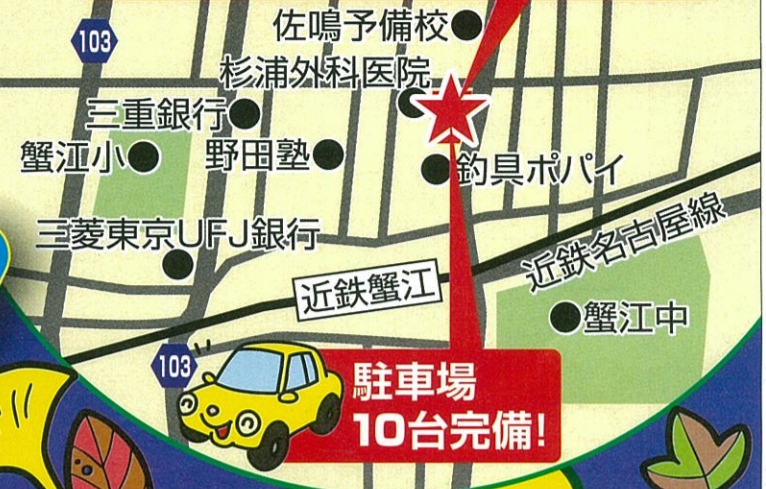 佐鳴予備校
103
杉浦外科医院
三重銀行
蟹江小
野田塾
釣具ポパイ
三菱東京UFJ銀行
近鉄名古屋線
近鉄蟹江
蟹江中
103
駐車場
10台完備!